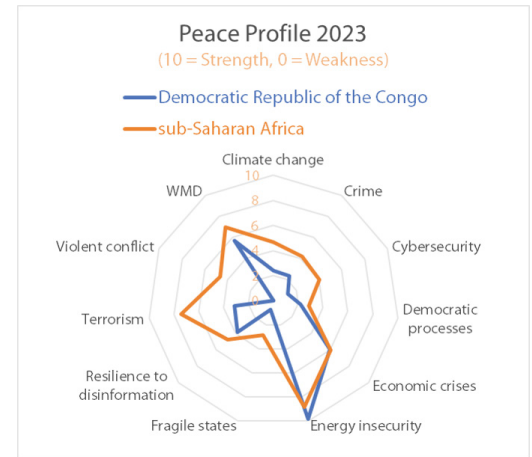 Peace Profile 2023
(10 = Strength, 0 = Weakness)
Democratic Republic of the Congo
sub-Saharan Africa
Climate change
10
WMD
Crime
8
6
Violent conflict
Cybersecurity
4
2
0
Terrorism
Democratic
processes
Resilience to
disinformation
Economic crises
Fragile states
Energy insecurity